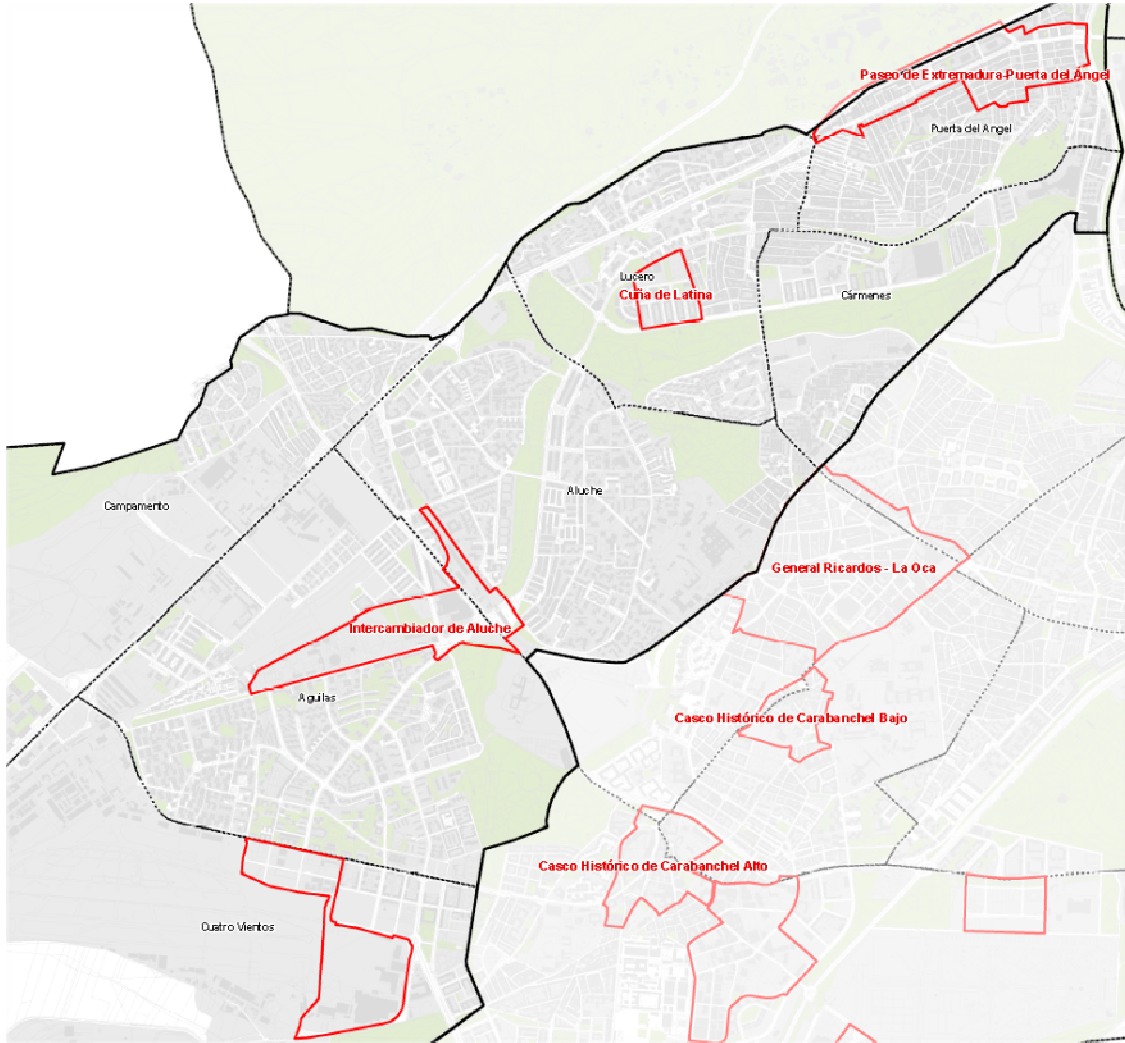 Paseo de Extremadura-Puerta del Angel
Puerta del Angel
Lucero
Cuña de Latina
Cármenes
Aluche
Campamento
General Ricardos - La Oca
Intercambiador de Aluche
Aguilas
Casco Histórico de Carabanchel Bajo
Casco Histórico de Carabanchel Alto
Cuatro Vientos